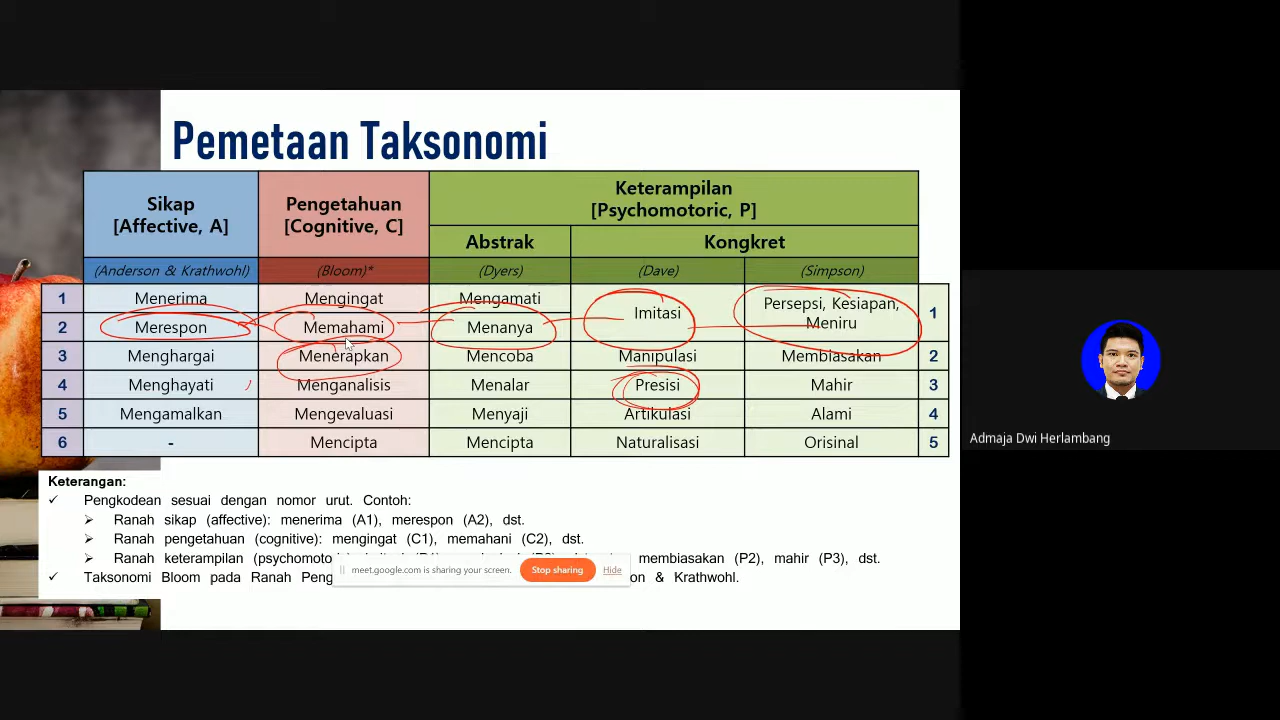 Pemetaan Taksonomi
Sikap [Affective, A] Pengetahuan [Cognitive, C] Keterampilan [Psychomotoric, P]
Abstrak Kongkret
(Anderson & Krathwohl) (Bloom)* (Dyers) (Dave) (Simpson)
1 Menerima Mengingat Mengamati Imitasi Persepsi, Kesiapan, Meniru 1
2 Merespon Memahami Menanya
3 Menghargai Menerapkan Mencoba Manipulasi Membiasakan 2
4 Menghayati Menganalisis Menalar Presisi Mahir 3
5 Mengamalkan Mengevaluasi Menyaji Artikulasi Alami 4
6 - Mencipta Mencipta Naturalisasi Orisinal 5
Keterangan:
✓ Pengkodean sesuai dengan nomor urut. Contoh:
➢ Ranah sikap (affective): menerima (A1), merespon (A2), dst.
➢ Ranah pengetahuan (cognitive): mengingat (C1), memahani (C2), dst.
➢ Ranah keterampilan membiasakan (P2), mahir (P3), dst.
✓ Taksonomi Bloom pada Ranah & Krathwohl.
meet.google.com is sharing your screen. Stop sharing Hide
Admaja Dwi Herlambang